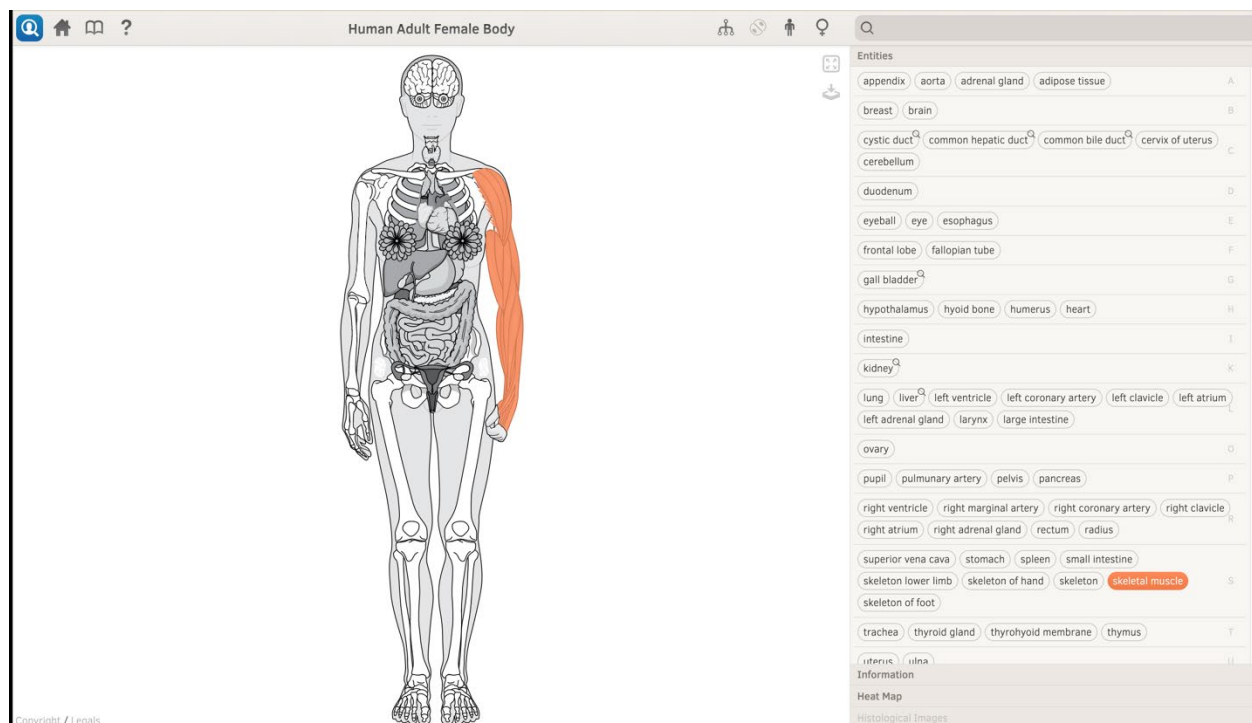 ? Human Adult Female Body
Entities
appendix aorta adrenal gland adipose tissue A
breast brain B
cystic duct common hepatic duct common bile duct cervix of uterus C
cerebellum
duodenum D
eyeball eye esophagus E
frontal lobe fallopian tube F
gall bladder G
hypothalamus hyoid bone humerus heart H
intestine I
kidney K
lung liver left ventricle left coronary artery left clavicle left atrium L
left adrenal gland larynx large intestine
ovary O
pupil pulmunary artery pelvis pancreas P
right ventricle right marginal artery right coronary artery right clavicle R
right atrium right adrenal gland rectum radius
superior vena cava stomach spleen small intestine
skeleton lower limb skeleton of hand skeleton skeletal muscle S
skeleton of foot
trachea thyroid gland thyrohyoid membrane thymus T
uterus ulna U
Information
Heat Map
Histological Images
Copyright / Legals